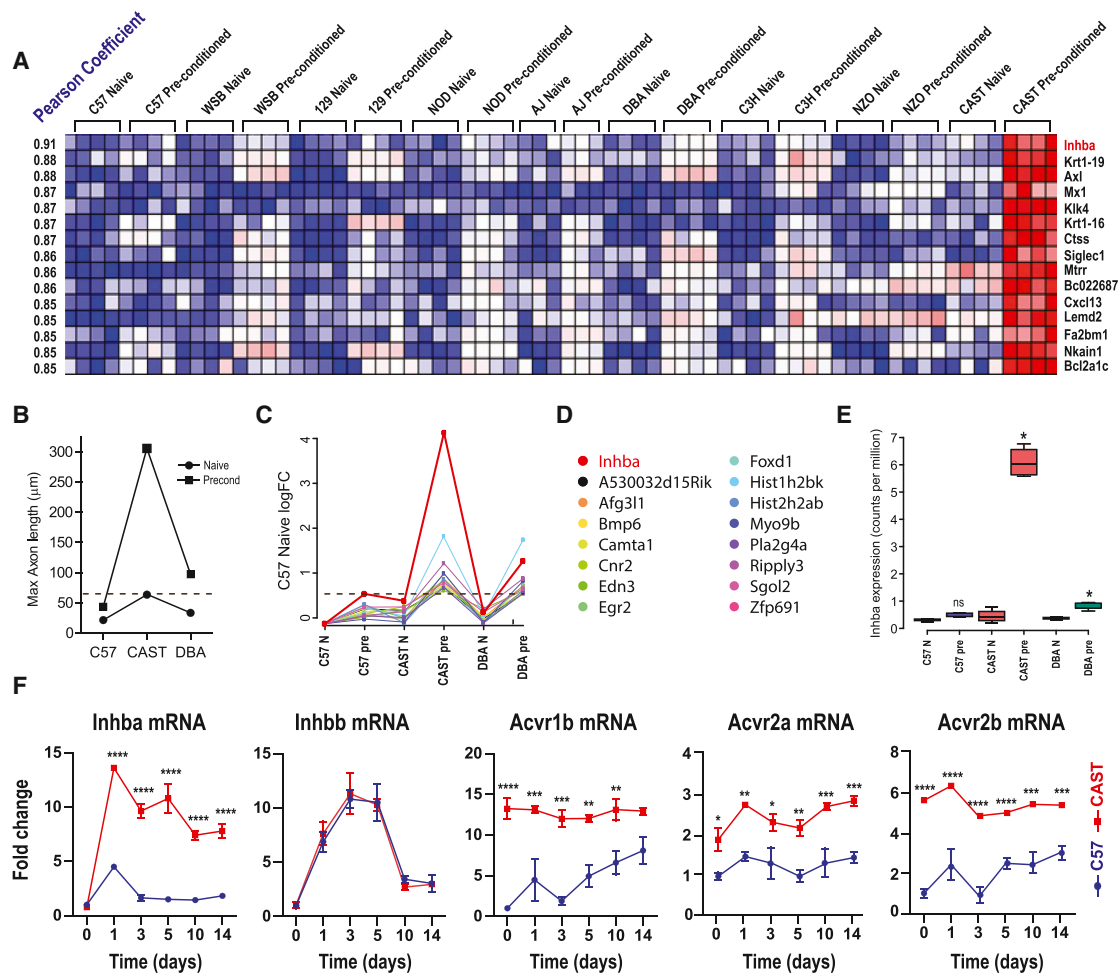 A
Pearson Coefficient
C57 Naive
C57 Pre-conditioned
WSB Naive
WSB Pre-conditioned
129 Naive
129 Pre-conditioned
NOD Naive
NOD Pre-conditioned
AJ Naive
AJ Pre-conditioned
DBA Naive
DBA Pre-conditioned
C3H Naive
C3H Pre-conditioned
NZO Naive
NZO Pre-conditioned
CAST Naive
CAST Pre-conditioned
0.91 Inhba
0.88 Krt1-19
0.88 Axl
0.87 Mx1
0.87 Klk4
0.87 Krt1-16
0.87 Ctss
0.86 Siglec1
0.86 Mtrr
0.86 Bc022687
0.85 Cxcl13
0.85 Lemd2
0.85 Fa2bm1
0.85 Nkain1
0.85 Bcl2a1c
B
Max Axon length (μm)
300
250
200
150
100
50
0
C57 CAST DBA
Naive
Precond
C
C57 Naive logFC
4
3
2
1
0
C57 N
C57 pre
CAST N
CAST pre
DBA N
DBA pre
D
Inhba
A530032d15Rik
Afg3l1
Bmp6
Camta1
Cnr2
Edn3
Egr2
Foxd1
Hist1h2bk
Hist2h2ab
Myo9b
Pla2g4a
Ripply3
Sgol2
Zfp691
E
Inhba expression (counts per million)
7
6
5
4
3
2
1
0
ns
*
*
C57 N
C57 pre
CAST N
CAST pre
DBA N
DBA pre
F
Fold change
Inhba mRNA
15
10
5
0
**** **** **** **** ****
0 1 3 5 10 14
Time (days)
Inhbb mRNA
15
10
5
0
0 1 3 5 10 14
Time (days)
Acvr1b mRNA
20
15
10
5
0
**** *** *** ** **
0 1 3 5 10 14
Time (days)
Acvr2a mRNA
4
3
2
1
0
* ** * ** *** ***
0 1 3 5 10 14
Time (days)
Acvr2b mRNA
8
6
4
2
0
**** **** **** **** *** ***
0 1 3 5 10 14
Time (days)
CAST
C57